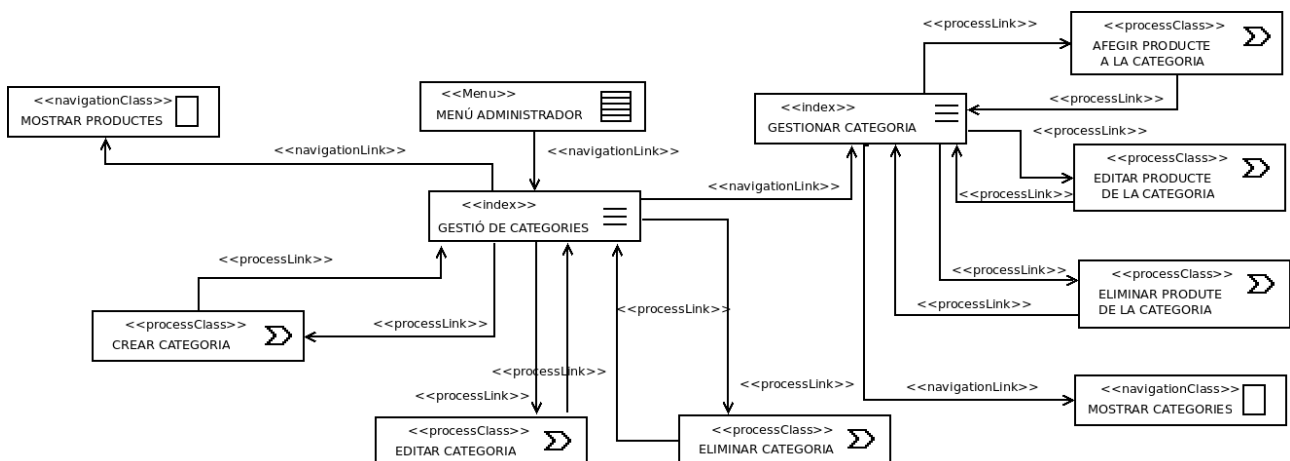 <<processLink>>
<<processClass>>
AFEGIR PRODUCTE
A LA CATEGORIA
<<processLink>>
<<navigationClass>>
MOSTRAR PRODUCTES
<<Menu>>
MENÚ ADMINISTRADOR
<<index>>
GESTIONAR CATEGORIA
<<processLink>>
<<navigationLink>>
<<navigationLink>>
<<processClass>>
EDITAR PRODUCTE
DE LA CATEGORIA
<<processLink>>
<<navigationLink>>
<<index>>
GESTIÓ DE CATEGORIES
<<processLink>>
<<processLink>>
<<processClass>>
ELIMINAR PRODUTE
DE LA CATEGORIA
<<processLink>>
<<processClass>>
CREAR CATEGORIA
<<processLink>>
<<processLink>>
<<processLink>>
<<processLink>>
<<navigationLink>>
<<navigationClass>>
MOSTRAR CATEGORIES
<<processClass>>
EDITAR CATEGORIA
<<processClass>>
ELIMINAR CATEGORIA